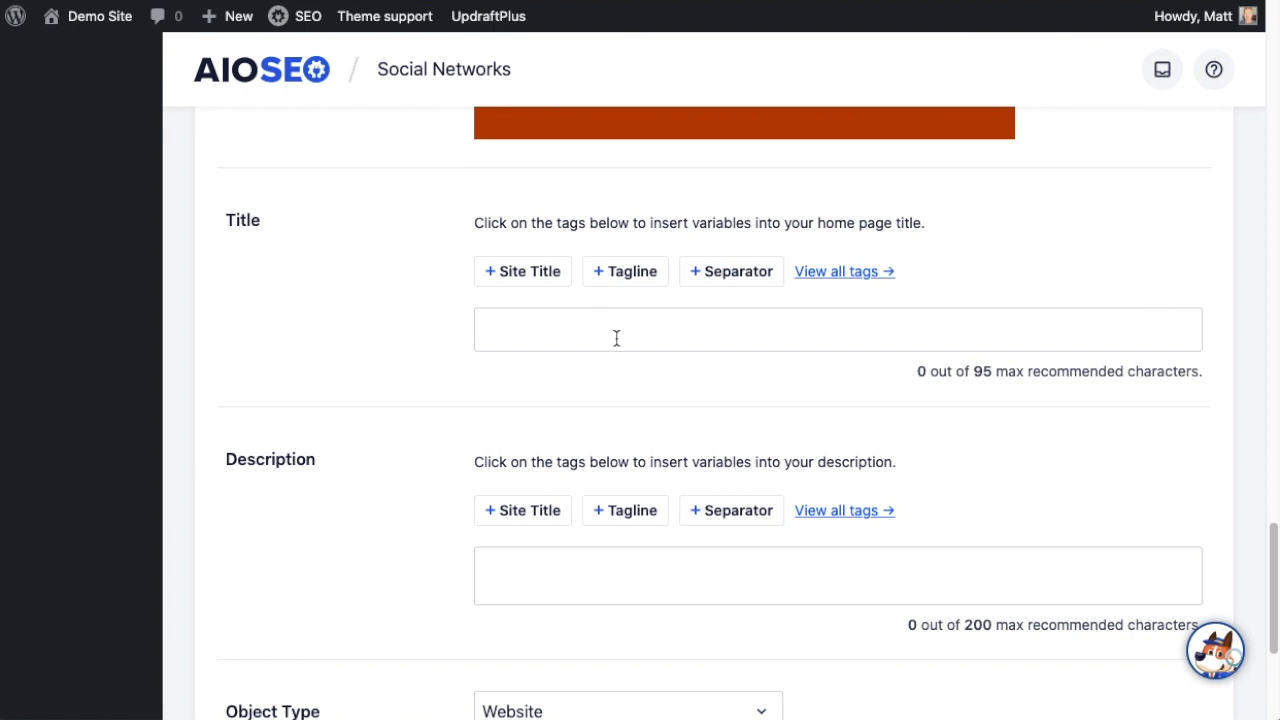 Demo Site 0 New SEO Theme support UpdraftPlus Howdy, Matt
AIOSEO / Social Networks
Title
Click on the tags below to insert variables into your home page title.
+ Site Title + Tagline + Separator View all tags →
0 out of 95 max recommended characters.
Description
Click on the tags below to insert variables into your description.
+ Site Title + Tagline + Separator View all tags →
0 out of 200 max recommended characters
Object Type Website